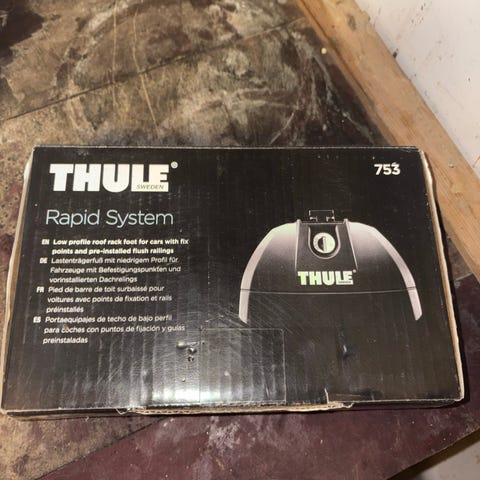 THULE®
SWEDEN
753
Rapid System
EN Low profile roof rack foot for cars with fix
points and pre-installed flush railings
DE Lastenträgerfuß mit niedrigem Profil für
Fahrzeuge mit Befestigungspunkten und
vorinstallierten Dachrelings
FR Pied de barre de toit surbaissé pour
voitures avec points de fixation et rails
préinstallés
ES Portaequipajes de techo de bajo perfil
para coches con puntos de fijación y guías
preinstaladas
THULE